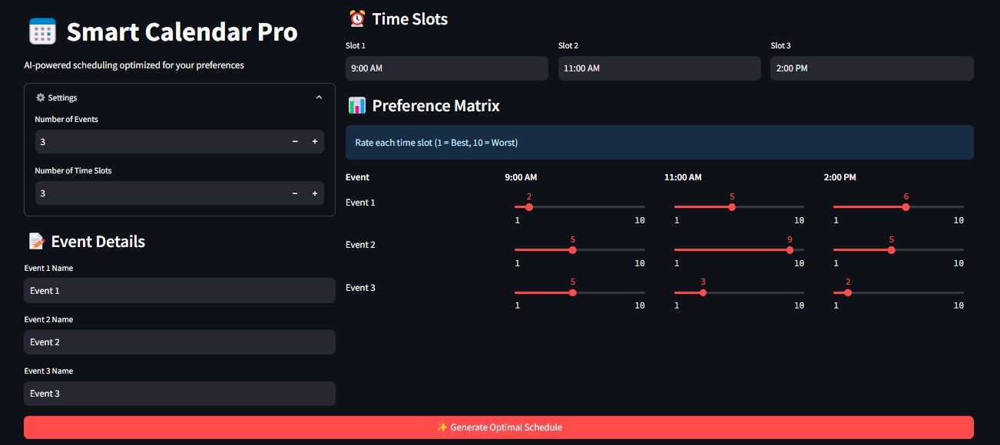 Smart Calendar Pro
AI-powered scheduling optimized for your preferences
Settings
Number of Events
3 − +
Number of Time Slots
3 − +
Event Details
Event 1 Name
Event 1
Event 2 Name
Event 2
Event 3 Name
Event 3
Time Slots
Slot 1 Slot 2 Slot 3
9:00 AM 11:00 AM 2:00 PM
Preference Matrix
Rate each time slot (1 = Best, 10 = Worst)
Event 9:00 AM 11:00 AM 2:00 PM
2 5 6
Event 1
1 10 1 10 1 10
5 9 5
Event 2
1 10 1 10 1 10
5 3 2
Event 3
1 10 1 10 1 10
✨ Generate Optimal Schedule